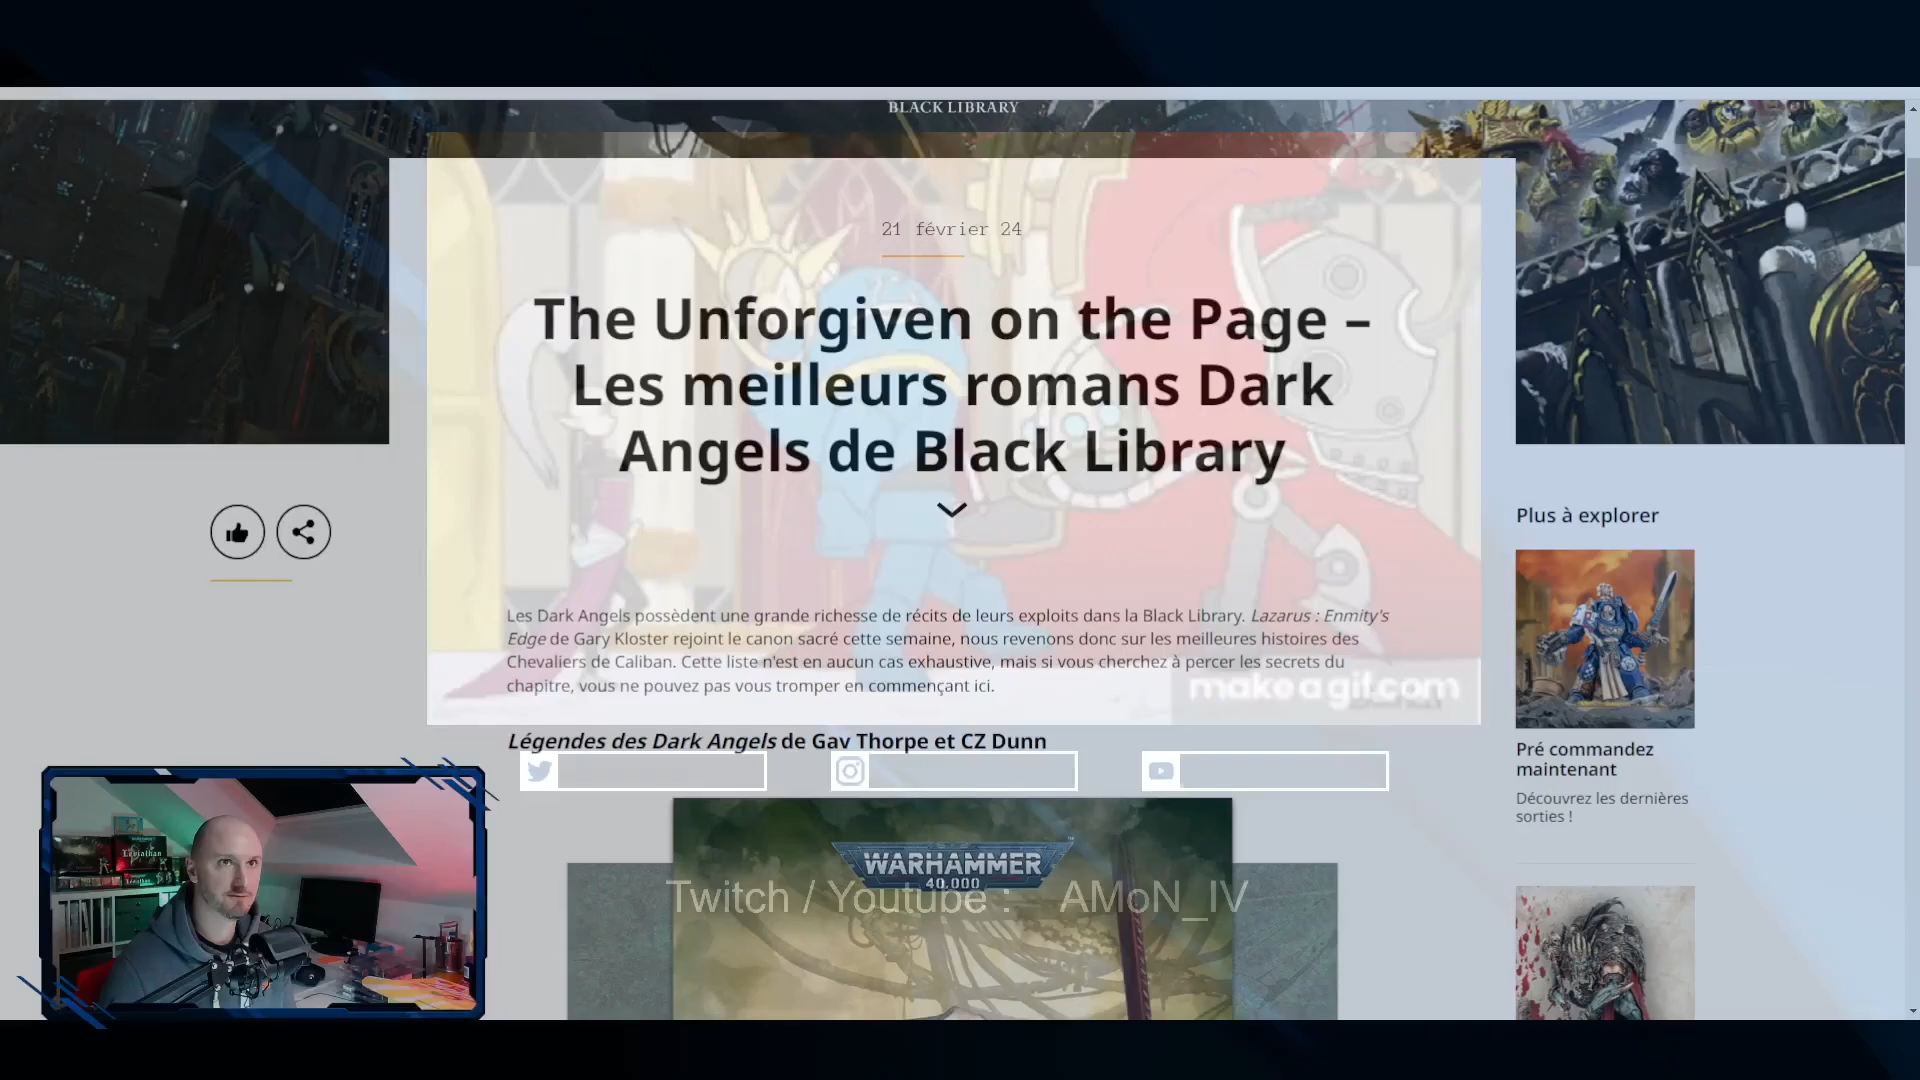 BLACK LIBRARY
21 février 24
The Unforgiven on the Page –
Les meilleurs romans Dark
Angels de Black Library
Les Dark Angels possèdent une grande richesse de récits de leurs exploits dans la Black Library. Lazarus : Enmity's
Edge de Gary Kloster rejoint le canon sacré cette semaine, nous revenons donc sur les meilleures histoires des
Chevaliers de Caliban. Cette liste n'est en aucun cas exhaustive, mais si vous cherchez à percer les secrets du
chapitre, vous ne pouvez pas vous tromper en commençant ici.
makeagif.com
Légendes des Dark Angels de Gav Thorpe et CZ Dunn
WARHAMMER
40,000
Twitch / Youtube : AMoN_IV
Plus à explorer
Pré commandez
maintenant
Découvrez les dernières
sorties !
Leviathan